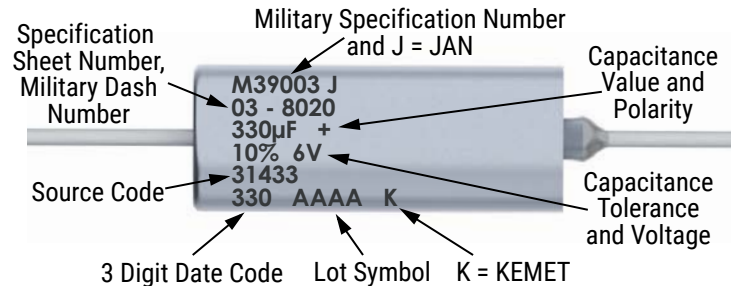 Military Specification Number
and J = JAN
Specification
Sheet Number,
Military Dash
Number
Capacitance
Value and
Polarity
M39003 J
03 - 8020
330µF +
10% 6V
31433
330 AAAA K
Source Code
Capacitance
Tolerance
and Voltage
3 Digit Date Code
Lot Symbol
K = KEMET